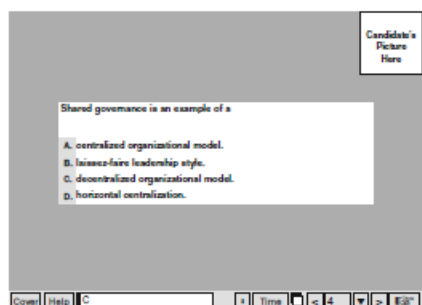 Candidate's
Picture
Here
Shared governance is an example of a
A. centralized organizational model.
B. laissez-faire leadership style.
C. decentralized organizational model.
D. horizontal centralization.
Cover Help C Time < 4 >